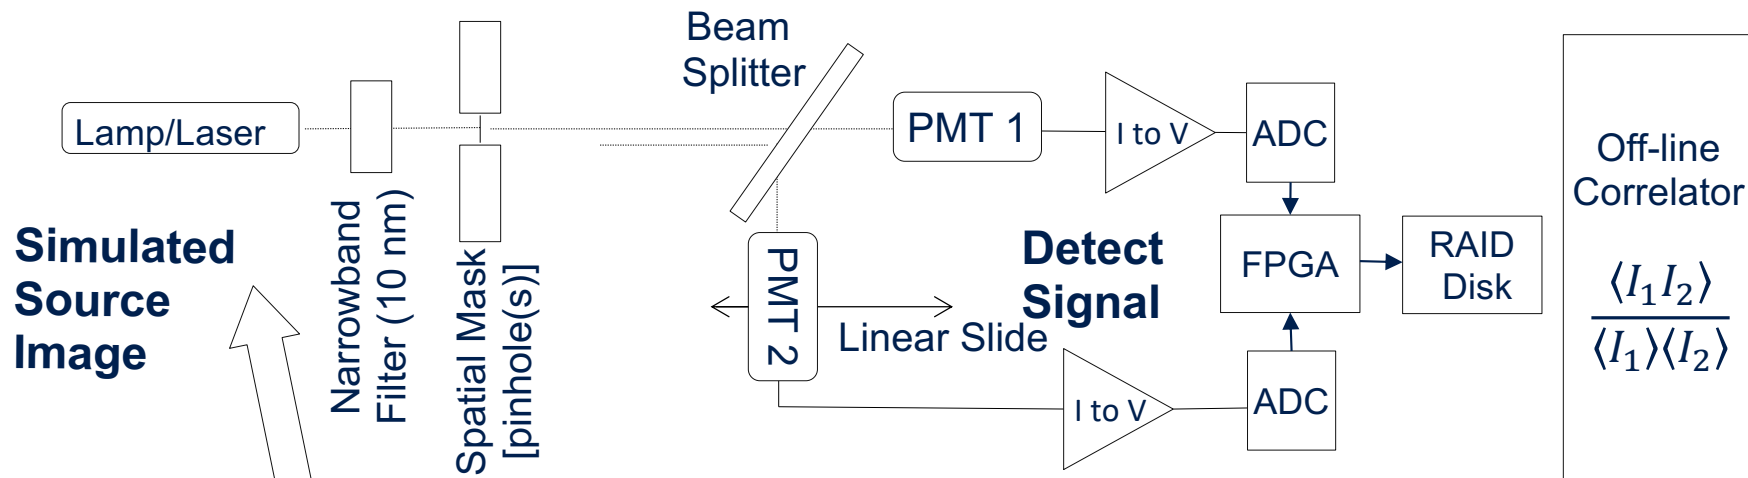 Lamp/Laser
Narrowband
Filter (10 nm)
Spatial Mask
[pinhole(s)]
Simulated
Source
Image
Beam
Splitter
PMT 1
I to V
ADC
PMT 2
Linear Slide
I to V
ADC
Detect
Signal
FPGA
RAID
Disk
Off-line
Correlator
⟨I₁I₂⟩
⟨I₁⟩⟨I₂⟩